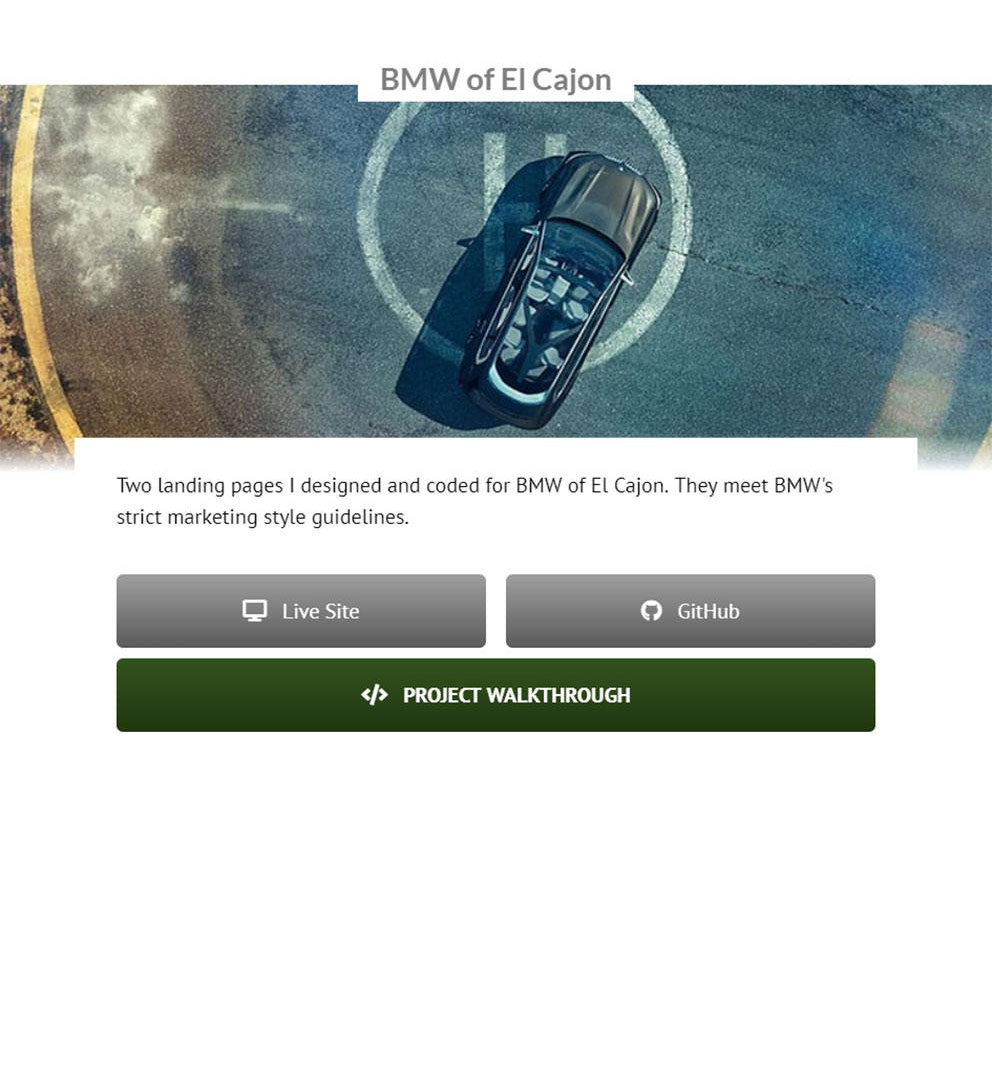 BMW of El Cajon
H
Two landing pages I designed and coded for BMW of El Cajon. They meet BMW's
strict marketing style guidelines.
Live Site
GitHub
PROJECT WALKTHROUGH